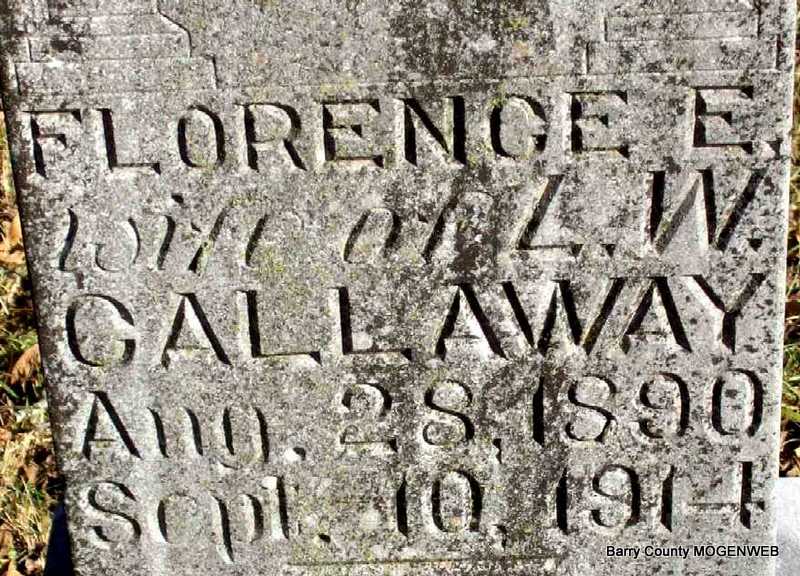 FLORENCE E.
wife of L.W.
CALLAWAY
Aug. 28, 1890
Sept. 10, 1914
Barry County MOGENWEB